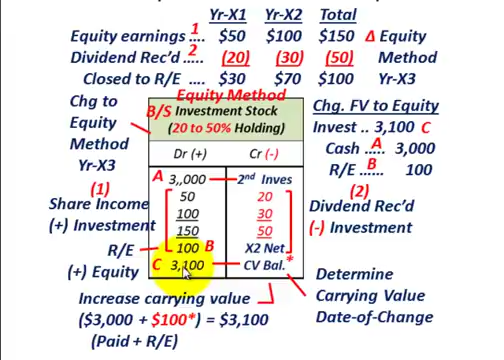 Yr-X1 Yr-X2 Total
Equity earnings 1 .... $50 $100 $150 Δ Equity
Dividend Rec'd 2 ..... (20) (30) (50) Method
Closed to R/E .... $30 $70 $100 Yr-X3
Chg to
Equity
Method
Yr-X3
(1)
Equity Method
B/S Investment Stock
(20 to 50% Holding)
Dr (+) Cr (-)
A 3,,000 2nd Inves
50 20
100 30
150 50
100 B X2 Net
C 3,100 CV Bal.*
Chg. FV to Equity
Invest .. 3,100 C
Cash ..A.. 3,000
R/E ..B.. 100
(2)
Share Income
(+) Investment
R/E
(+) Equity
Dividend Rec'd
(-) Investment
Determine
Carrying Value
Date-of-Change
Increase carrying value
($3,000 + $100*) = $3,100
(Paid + R/E)